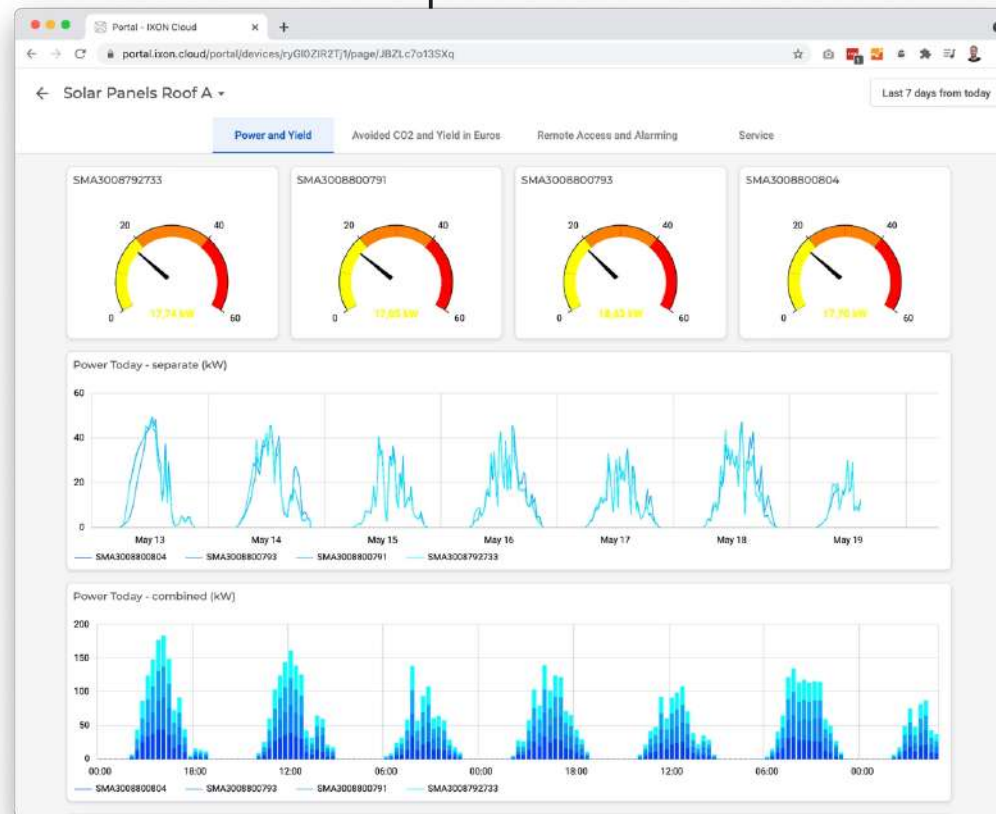 Portal - IXON Cloud
portal.ixon.cloud/portal/devices/ryGI0ZIR2Tj1/page/JBZLc7o13SXq
Solar Panels Roof A
Last 7 days from today
Power and Yield Avoided CO2 and Yield in Euros Remote Access and Alarming Service
SMA3008792733 SMA3008800791 SMA3008800793 SMA3008800804
20 40 20 40 20 40 20 40
0 17,74 kW 60 0 60 0 60 0 60
Power Today - separate (kW)
60
40
20
0
May 13 May 14 May 15 May 16 May 17 May 18 May 19
SMA3008800804 SMA3008800793 SMA3008800791 SMA3008792733
Power Today - combined (kW)
200
150
100
50
0
00:00 18:00 12:00 06:00 00:00 18:00 12:00 06:00 00:00
SMA3008800804 SMA3008800793 SMA3008800791 SMA3008792733